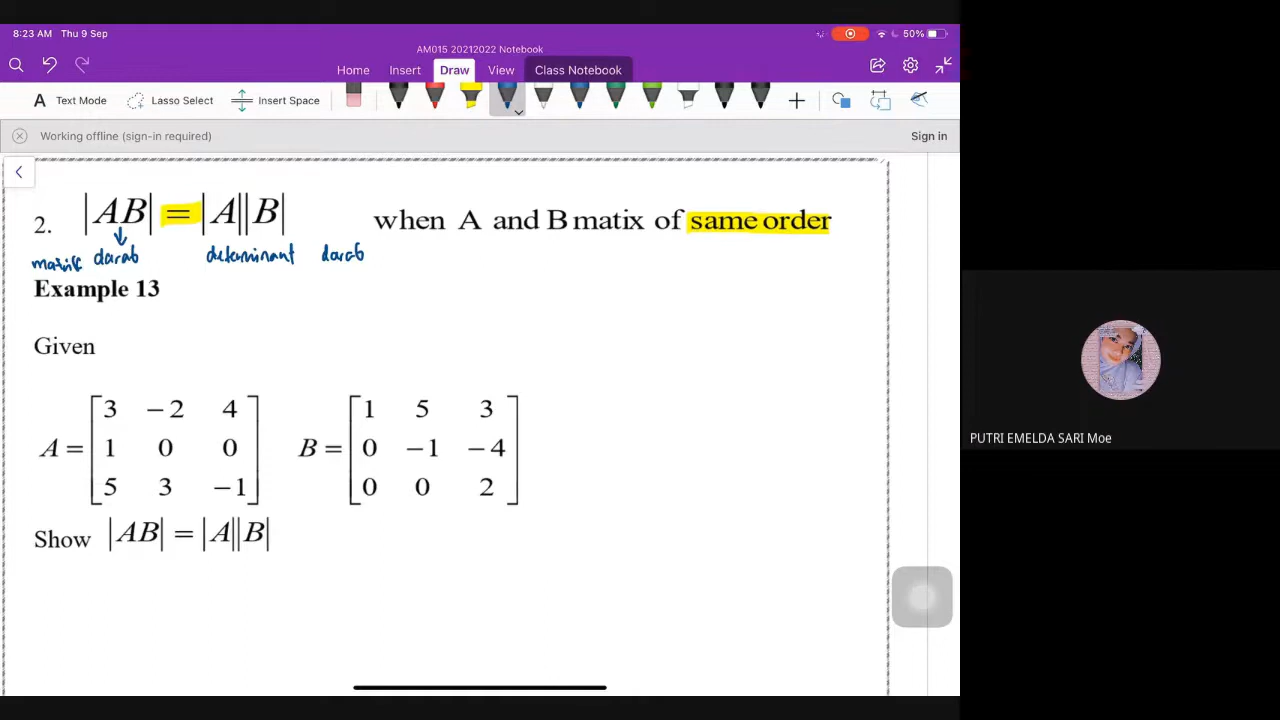 8:23 AM Thu 9 Sep
50%
AM015 20212022 Notebook
Home Insert Draw View Class Notebook
A Text Mode Lasso Select Insert Space
Working offline (sign-in required) Sign in
2. |AB| = |A||B| when A and B matix of same order
darab determinant darab
Example 13
Given
A = [3 −2 4
1 0 0
5 3 −1]
B = [1 5 3
0 −1 −4
0 0 2]
Show |AB| = |A||B|
PUTRI EMELDA SARI Moe